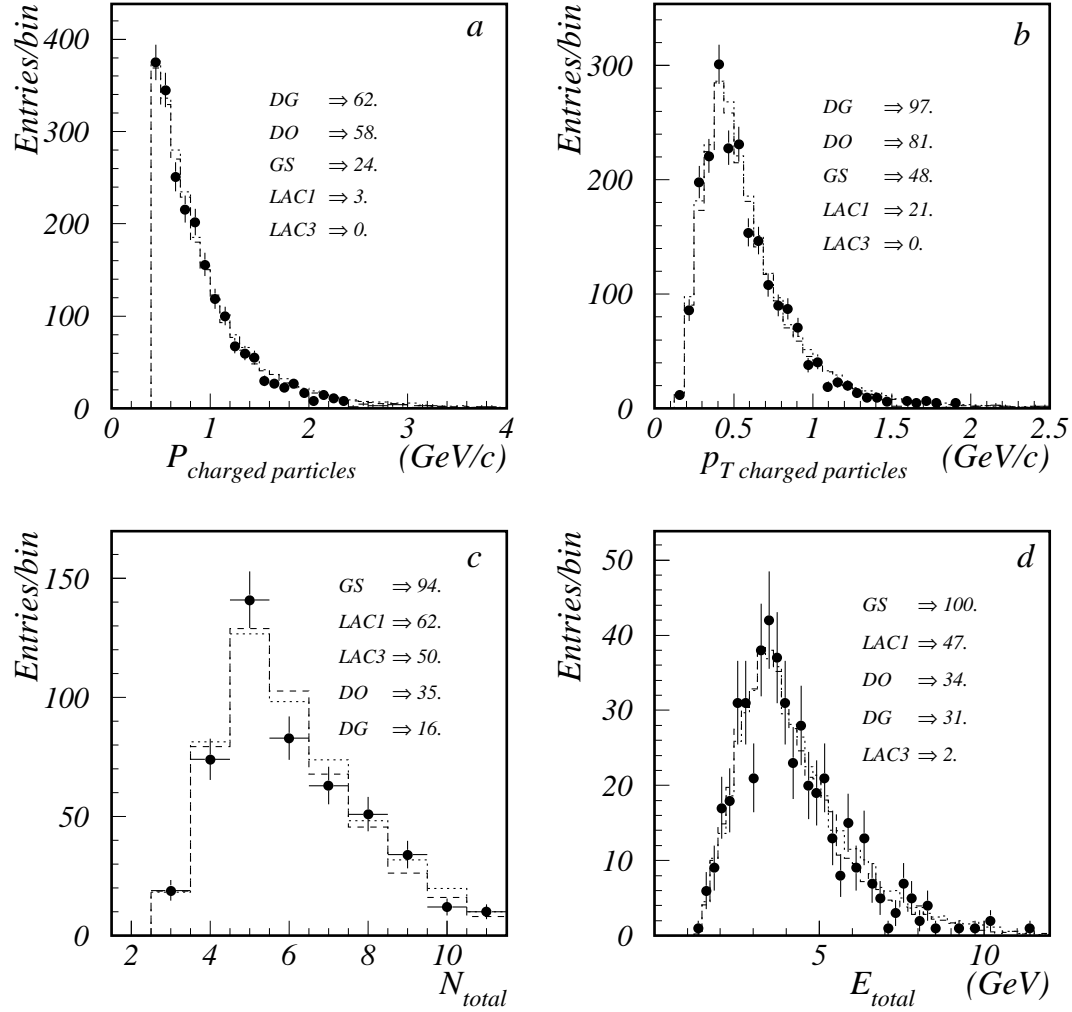 a
Entries/bin
400
300
200
100
0
DG ⇒ 62.
DO ⇒ 58.
GS ⇒ 24.
LAC1 ⇒ 3.
LAC3 ⇒ 0.
0 1 2 3 4
P charged particles (GeV/c)
b
Entries/bin
300
200
100
0
DG ⇒ 97.
DO ⇒ 81.
GS ⇒ 48.
LAC1 ⇒ 21.
LAC3 ⇒ 0.
0 0.5 1 1.5 2 2.5
p T charged particles (GeV/c)
c
Entries/bin
150
100
50
0
GS ⇒ 94.
LAC1 ⇒ 62.
LAC3 ⇒ 50.
DO ⇒ 35.
DG ⇒ 16.
2 4 6 8 10
N total
d
Entries/bin
50
40
30
20
10
0
GS ⇒ 100.
LAC1 ⇒ 47.
DO ⇒ 34.
DG ⇒ 31.
LAC3 ⇒ 2.
5 10
E total (GeV)